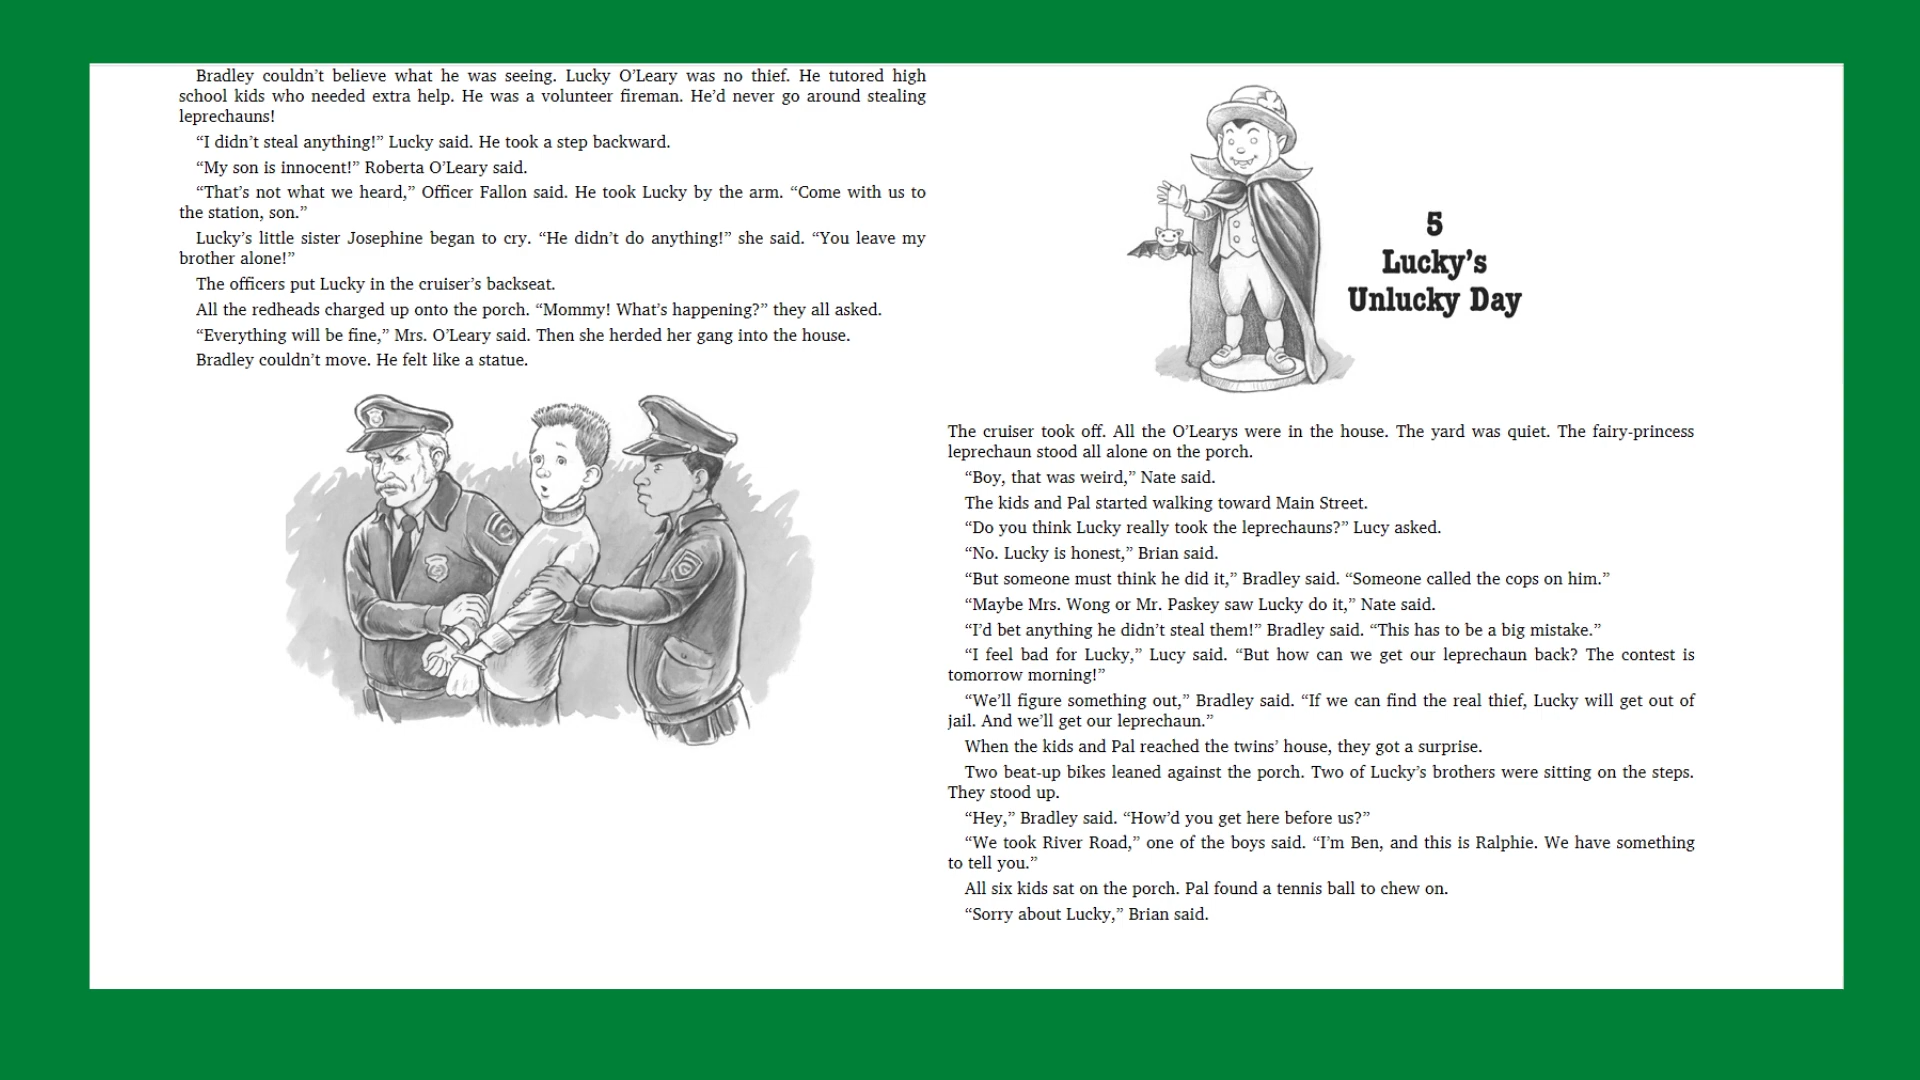 Bradley couldn’t believe what he was seeing. Lucky O’Leary was no thief. He tutored high
school kids who needed extra help. He was a volunteer fireman. He’d never go around stealing
leprechauns!
“I didn’t steal anything!” Lucky said. He took a step backward.
“My son is innocent!” Roberta O’Leary said.
“That’s not what we heard,” Officer Fallon said. He took Lucky by the arm. “Come with us to
the station, son.”
Lucky’s little sister Josephine began to cry. “He didn’t do anything!” she said. “You leave my
brother alone!”
The officers put Lucky in the cruiser’s backseat.
All the redheads charged up onto the porch. “Mommy! What’s happening?” they all asked.
“Everything will be fine,” Mrs. O’Leary said. Then she herded her gang into the house.
Bradley couldn’t move. He felt like a statue.
5
Lucky’s
Unlucky Day
The cruiser took off. All the O’Learys were in the house. The yard was quiet. The fairy-princess
leprechaun stood all alone on the porch.
“Boy, that was weird,” Nate said.
The kids and Pal started walking toward Main Street.
“Do you think Lucky really took the leprechauns?” Lucy asked.
“No. Lucky is honest,” Brian said.
“But someone must think he did it,” Bradley said. “Someone called the cops on him.”
“Maybe Mrs. Wong or Mr. Paskey saw Lucky do it,” Nate said.
“I’d bet anything he didn’t steal them!” Bradley said. “This has to be a big mistake.”
“I feel bad for Lucky,” Lucy said. “But how can we get our leprechaun back? The contest is
tomorrow morning!”
“We’ll figure something out,” Bradley said. “If we can find the real thief, Lucky will get out of
jail. And we’ll get our leprechaun.”
When the kids and Pal reached the twins’ house, they got a surprise.
Two beat-up bikes leaned against the porch. Two of Lucky’s brothers were sitting on the steps.
They stood up.
“Hey,” Bradley said. “How’d you get here before us?”
“We took River Road,” one of the boys said. “I’m Ben, and this is Ralphie. We have something
to tell you.”
All six kids sat on the porch. Pal found a tennis ball to chew on.
“Sorry about Lucky,” Brian said.